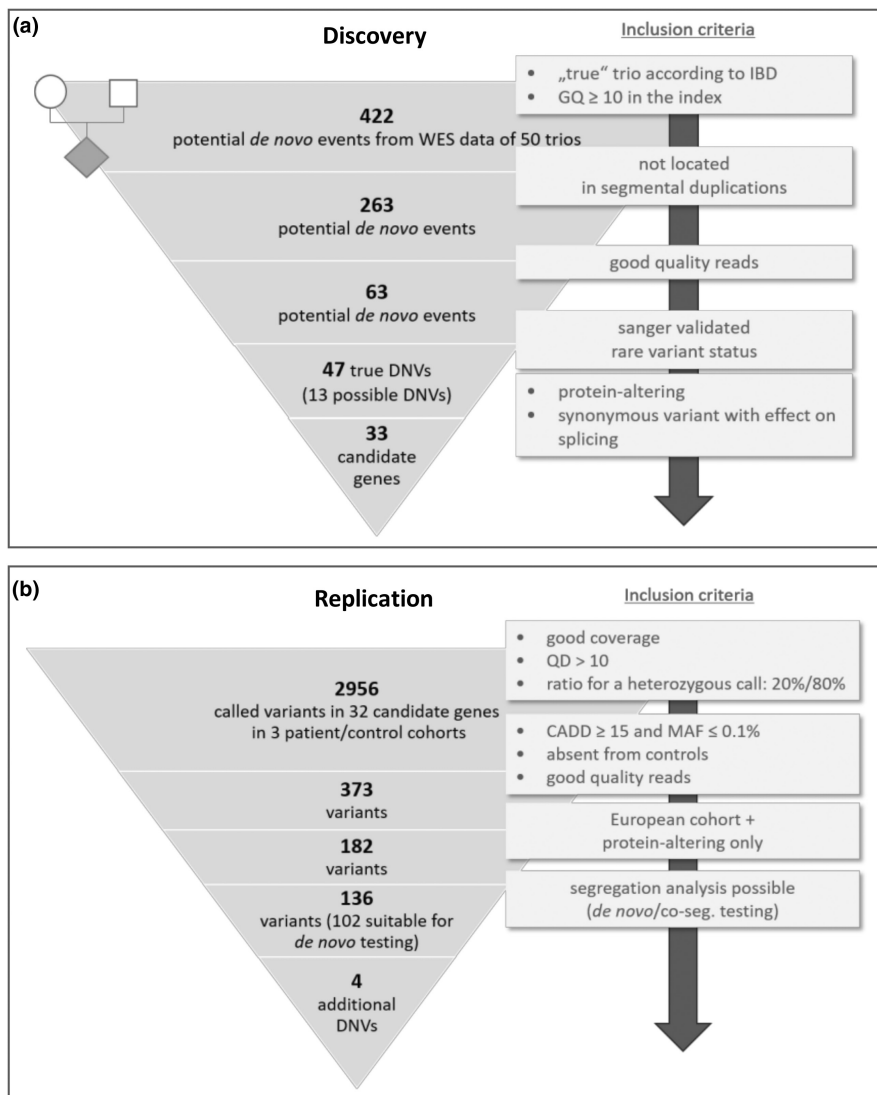 (a)
Discovery
422
potential de novo events from WES data of 50 trios
263
potential de novo events
63
potential de novo events
47 true DNVs
(13 possible DNVs)
33
candidate
genes
Inclusion criteria
• „true“ trio according to IBD
• GQ ≥ 10 in the index
not located
in segmental duplications
good quality reads
sanger validated
rare variant status
• protein-altering
• synonymous variant with effect on
splicing
(b)
Replication
2956
called variants in 32 candidate genes
in 3 patient/control cohorts
373
variants
182
variants
136
variants (102 suitable for
de novo testing)
4
additional
DNVs
Inclusion criteria
• good coverage
• QD > 10
• ratio for a heterozygous call: 20%/80%
• CADD ≥ 15 and MAF ≤ 0.1%
• absent from controls
• good quality reads
European cohort +
protein-altering only
segregation analysis possible
(de novo/co-seg. testing)